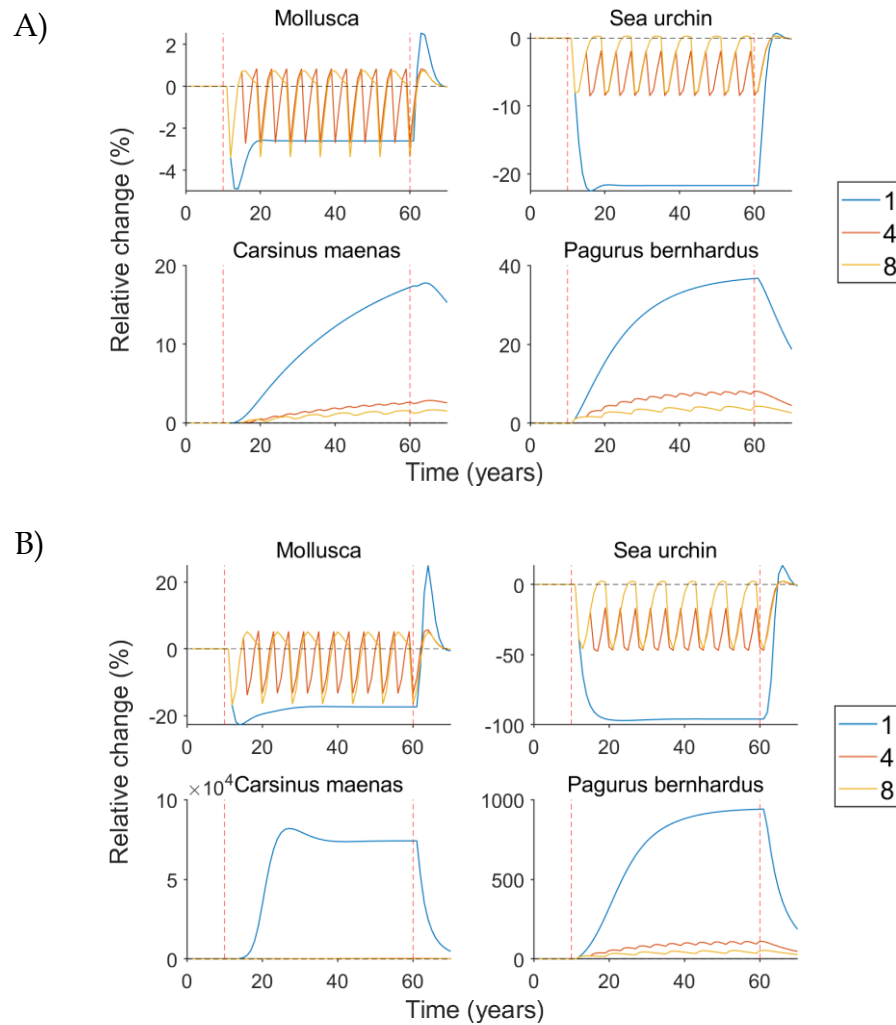 A)
Mollusca
Sea urchin
2
0
-2
-4
0
-10
-20
0 20 40 60
0 20 40 60
1
4
8
Relative change (%)
Carsinus maenas
Pagurus bernhardus
20
10
0
40
20
0
0 20 40 60
0 20 40 60
Time (years)
B)
Mollusca
Sea urchin
20
0
-20
0
-50
-100
0 20 40 60
0 20 40 60
1
4
8
Relative change (%)
×10⁴ Carsinus maenas
Pagurus bernhardus
10
5
0
1000
500
0
0 20 40 60
0 20 40 60
Time (years)